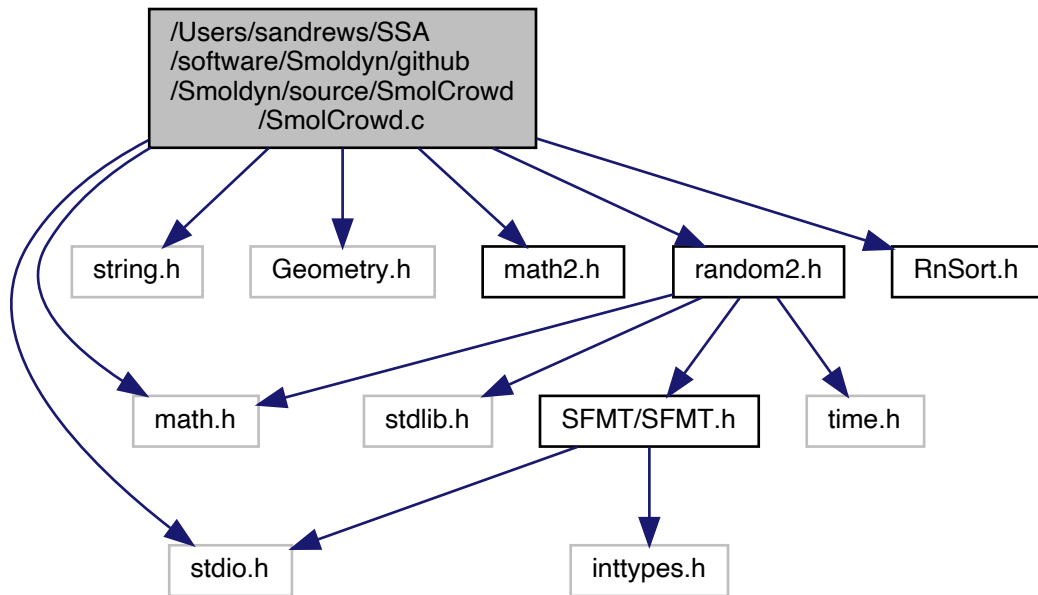 /Users/sandrews/SSA
/software/Smoldyn/github
/Smoldyn/source/SmolCrowd
/SmolCrowd.c
string.h
Geometry.h
math2.h
random2.h
RnSort.h
math.h
stdlib.h
SFMT/SFMT.h
time.h
stdio.h
inttypes.h